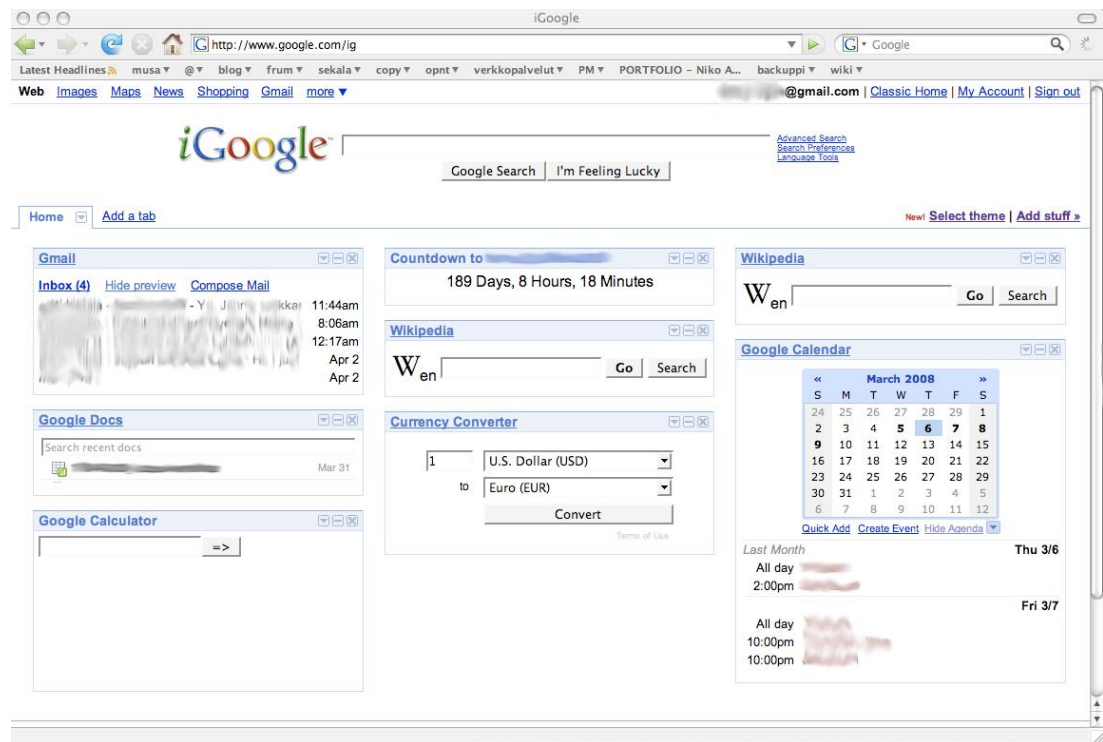 iGoogle
http://www.google.com/ig
Google
Latest Headlines musa @ blog frum sekala copy opnt verkkopalvelut PM PORTFOLIO – Niko A... backuppi wiki
Web Images Maps News Shopping Gmail more ▼
@gmail.com | Classic Home | My Account | Sign out
iGoogle™
Advanced Search
Search Preferences
Language Tools
Google Search I'm Feeling Lucky
Home Add a tab
New! Select theme | Add stuff »
Gmail
Inbox (4) Hide preview Compose Mail
11:44am
8:06am
12:17am
Apr 2
Apr 2
Google Docs
Search recent docs
Mar 31
Google Calculator
=>
Countdown to
189 Days, 8 Hours, 18 Minutes
Wikipedia
W en Go Search
Currency Converter
1 U.S. Dollar (USD)
to Euro (EUR)
Convert
Terms of Use
Wikipedia
W en Go Search
Google Calendar
« March 2008 »
S M T W T F S
24 25 26 27 28 29 1
2 3 4 5 6 7 8
9 10 11 12 13 14 15
16 17 18 19 20 21 22
23 24 25 26 27 28 29
30 31 1 2 3 4 5
6 7 8 9 10 11 12
Quick Add Create Event Hide Agenda
Last Month Thu 3/6
All day
2:00pm
Fri 3/7
All day
10:00pm
10:00pm